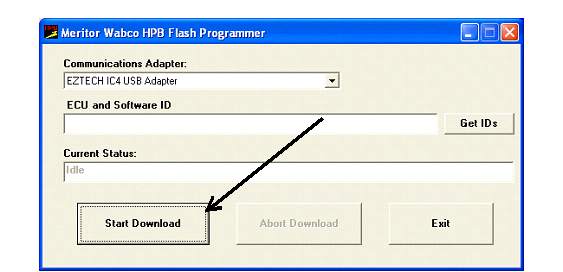 Meritor Wabco HPB Flash Programmer
Communications Adapter:
EZTECH IC4 USB Adapter
ECU and Software ID
Get IDs
Current Status:
Idle
Start Download Abort Download Exit